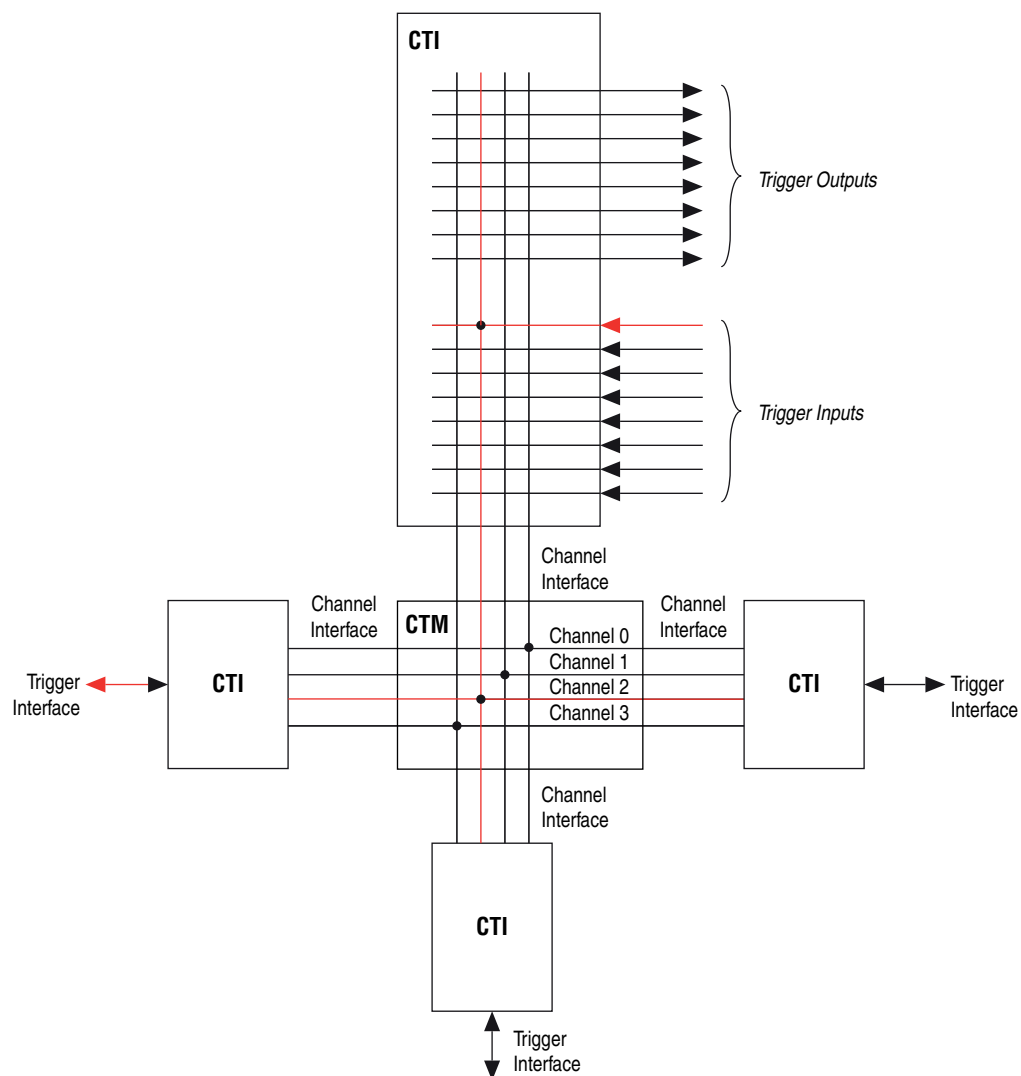 CTI
Trigger Outputs
Trigger Inputs
Channel
Interface
Channel
Interface
CTM
Channel
Interface
Channel 0
Channel 1
Channel 2
Channel 3
Trigger
Interface
CTI
CTI
Trigger
Interface
Channel
Interface
CTI
Trigger
Interface